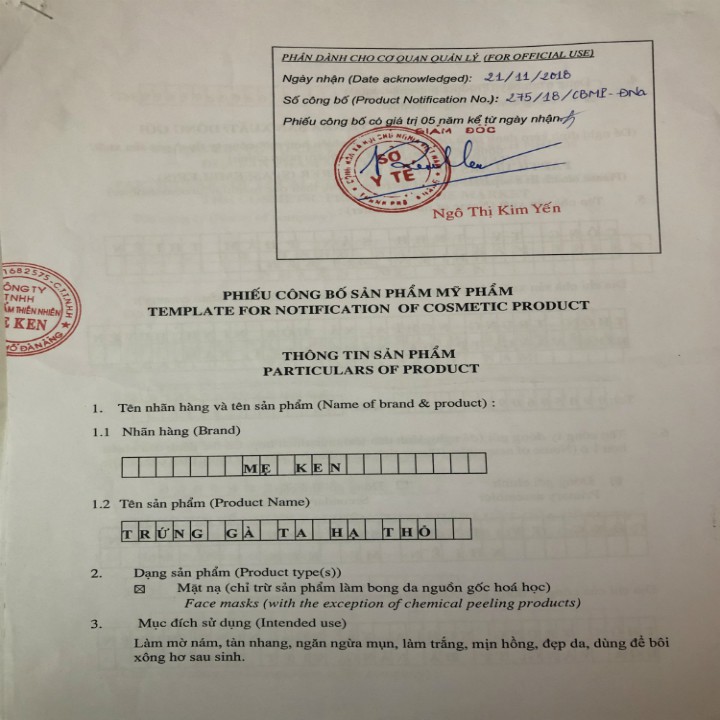 PHẦN DÀNH CHO CƠ QUAN QUẢN LÝ (FOR OFFICIAL USE)
Ngày nhận (Date acknowledged): 21/11/2018
Số công bố (Product Notification No.): 275/18/CBMP-ĐNa
Phiếu công bố có giá trị 05 năm kể từ ngày nhận
GIÁM ĐỐC
SỞ
Y TẾ
Ngô Thị Kim Yến
CÔNG TY
TNHH
THIÊN NHIÊN
KEN
PHIẾU CÔNG BỐ SẢN PHẨM MỸ PHẨM
TEMPLATE FOR NOTIFICATION OF COSMETIC PRODUCT
THÔNG TIN SẢN PHẨM
PARTICULARS OF PRODUCT
1. Tên nhãn hàng và tên sản phẩm (Name of brand & product) :
1.1 Nhãn hàng (Brand)
MẸ KEN
1.2 Tên sản phẩm (Product Name)
TRỨNG GÀ TA HẠ THỔ
2. Dạng sản phẩm (Product type(s))
☒ Mặt nạ (chỉ trừ sản phẩm làm bong da nguồn gốc hoá học)
Face masks (with the exception of chemical peeling products)
3. Mục đích sử dụng (Intended use)
Làm mờ nám, tàn nhang, ngăn ngừa mụn, làm trắng, mịn hồng, đẹp da, dùng để bôi
xông hơ sau sinh.